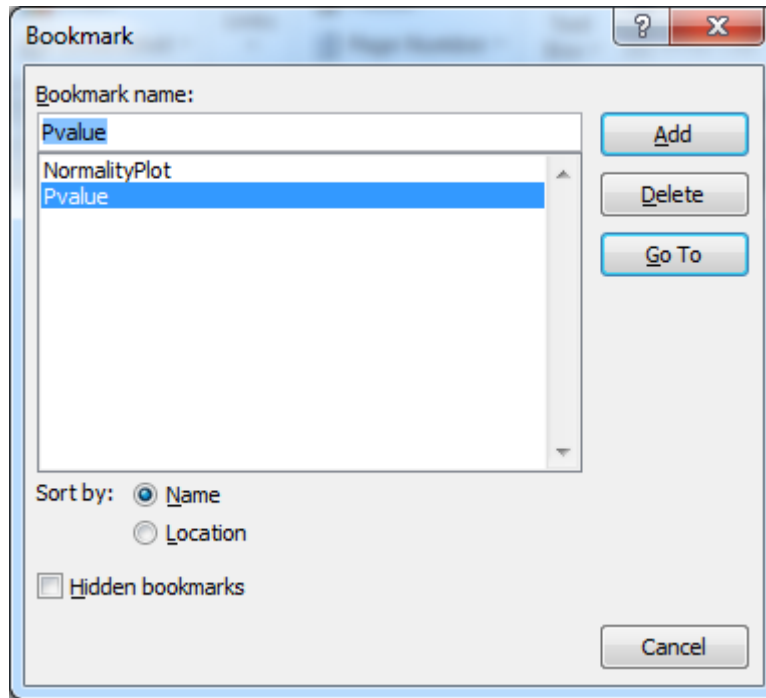 Bookmark
Bookmark name:
Pvalue
Add
NormalityPlot
Pvalue
Delete
Go To
Sort by: Name
Location
Hidden bookmarks
Cancel